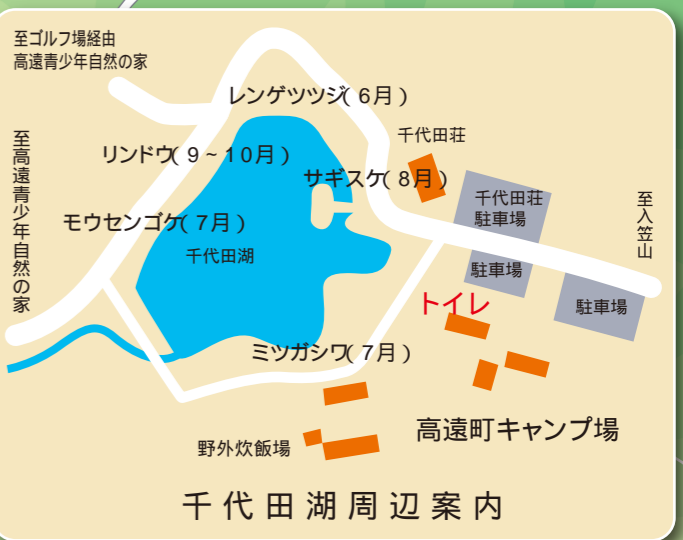 至ゴルフ場経由
高遠青少年自然の家
レンゲツツジ(6月)
千代田荘
至高遠青少年自然の家
リンドウ(9~10月)
サギスケ(8月)
千代田荘
駐車場
至入笠山
モウセンゴケ(7月)
千代田湖
駐車場
トイレ
駐車場
ミツガシワ(7月)
高遠町キャンプ場
野外炊飯場
千代田湖周辺案内